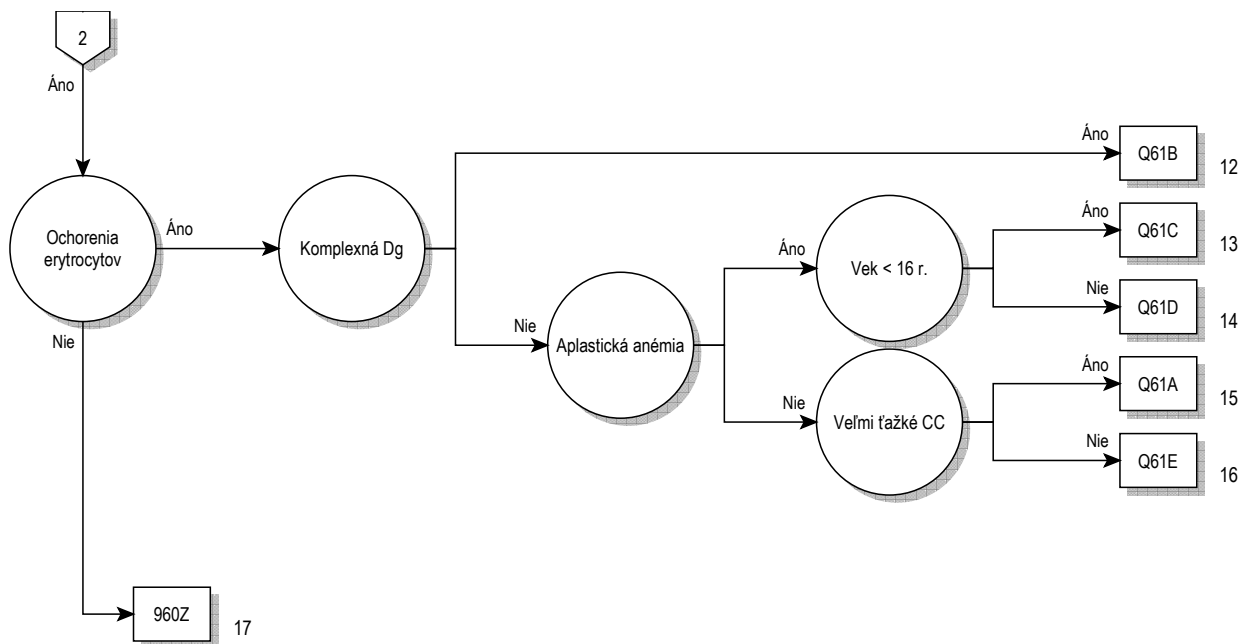 2
Áno
Ochorenia
erytrocytov
Áno
Komplexná Dg
Áno
Q61B
12
Nie
Aplastická anémia
Áno
Vek < 16 r.
Áno
Q61C
13
Nie
Q61D
14
Nie
Veľmi ťažké CC
Áno
Q61A
15
Nie
Q61E
16
Nie
960Z
17